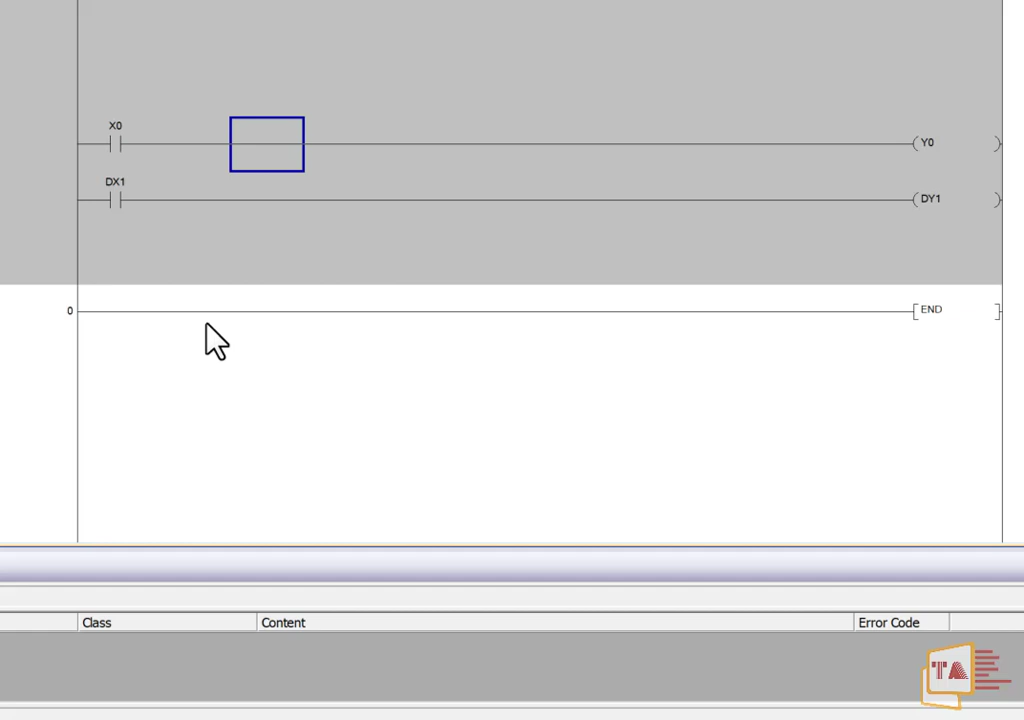 X0
Y0
DX1
DY1
0 END
Class Content Error Code
TA